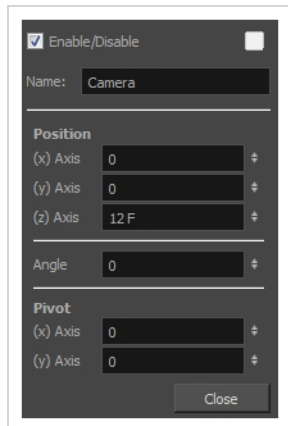 Enable/Disable
Name: Camera
Position
(x) Axis 0
(y) Axis 0
(z) Axis 12 F
Angle 0
Pivot
(x) Axis 0
(y) Axis 0
Close